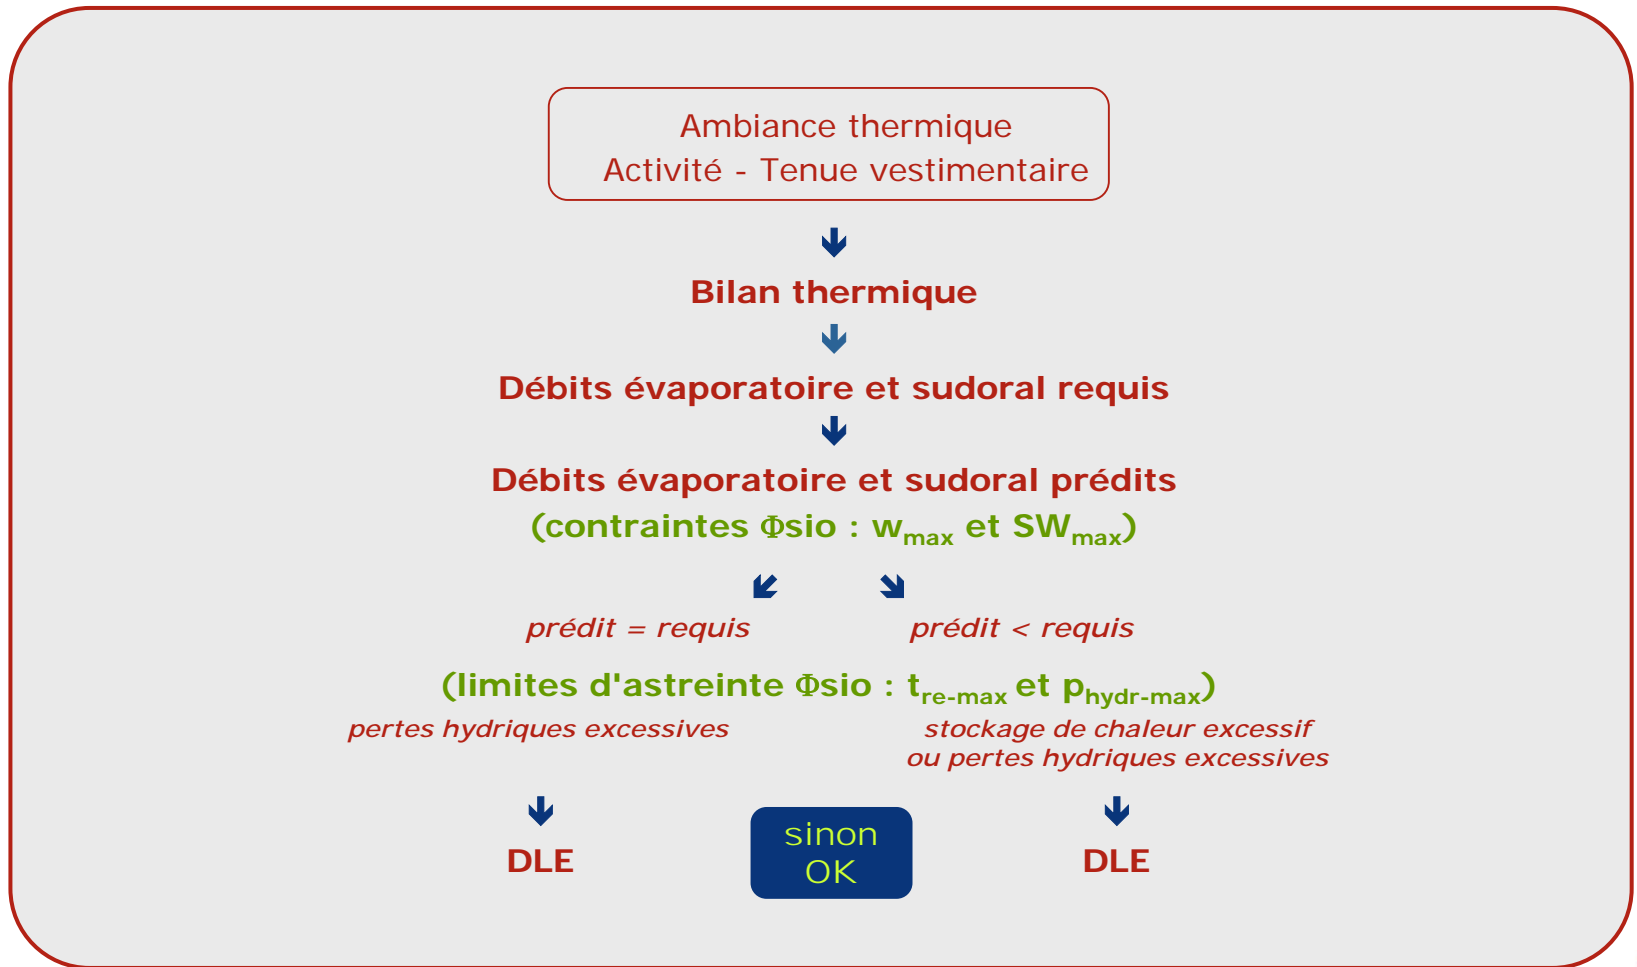 Ambiance thermique
Activité - Tenue vestimentaire
Bilan thermique
Débits évaporatoire et sudoral requis
Débits évaporatoire et sudoral prédits
(contraintes Φsio : wmax et SWmax)
prédit = requis
prédit < requis
(limites d'astreinte Φsio : tre-max et phydr-max)
pertes hydriques excessives
stockage de chaleur excessif
ou pertes hydriques excessives
DLE
sinon
OK
DLE